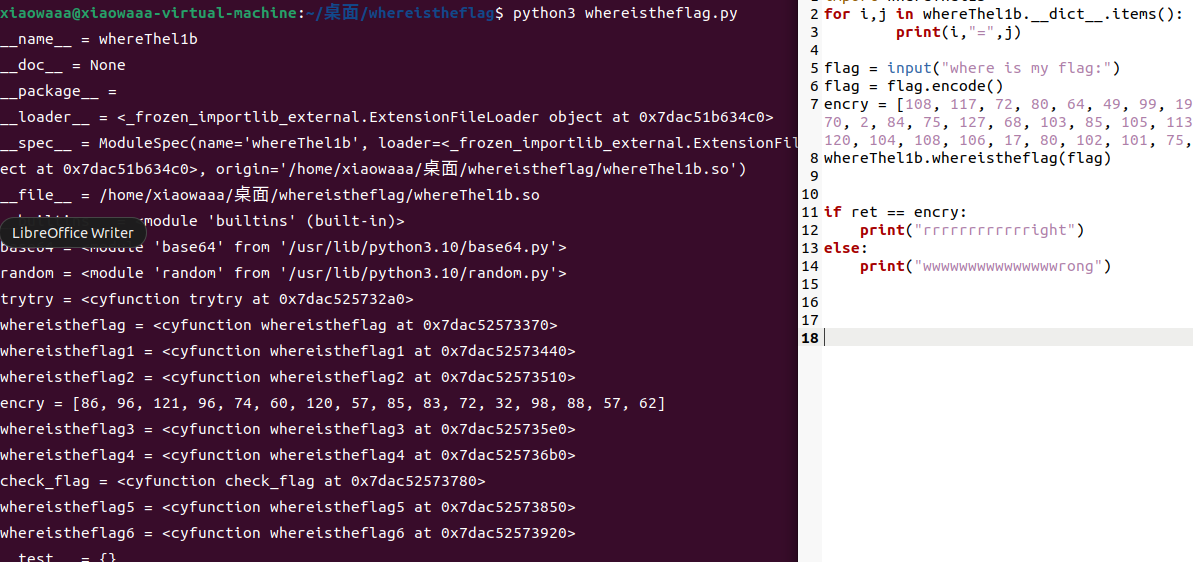 xiaowaaa@xiaowaaa-virtual-machine:~/桌面/whereistheflag$ python3 whereistheflag.py
__name__ = whereThel1b
__doc__ = None
__package__ =
__loader__ = <_frozen_importlib_external.ExtensionFileLoader object at 0x7dac51b634c0>
__spec__ = ModuleSpec(name='whereThel1b', loader=<_frozen_importlib_external.ExtensionFil
ect at 0x7dac51b634c0>, origin='/home/xiaowaaa/桌面/whereistheflag/whereThel1b.so')
__file__ = /home/xiaowaaa/桌面/whereistheflag/whereThel1b.so
module 'builtins' (built-in)>
LibreOffice Writer
base64 = <module 'base64' from '/usr/lib/python3.10/base64.py'>
random = <module 'random' from '/usr/lib/python3.10/random.py'>
trytry = <cyfunction trytry at 0x7dac525732a0>
whereistheflag = <cyfunction whereistheflag at 0x7dac52573370>
whereistheflag1 = <cyfunction whereistheflag1 at 0x7dac52573440>
whereistheflag2 = <cyfunction whereistheflag2 at 0x7dac52573510>
encry = [86, 96, 121, 96, 74, 60, 120, 57, 85, 83, 72, 32, 98, 88, 57, 62]
whereistheflag3 = <cyfunction whereistheflag3 at 0x7dac525735e0>
whereistheflag4 = <cyfunction whereistheflag4 at 0x7dac525736b0>
check_flag = <cyfunction check_flag at 0x7dac52573780>
whereistheflag5 = <cyfunction whereistheflag5 at 0x7dac52573850>
whereistheflag6 = <cyfunction whereistheflag6 at 0x7dac52573920>
__test__ = {}
2 for i,j in whereThel1b.__dict__.items():
3 print(i,"=",j)
4
5 flag = input("where is my flag:")
6 flag = flag.encode()
7 encry = [108, 117, 72, 80, 64, 49, 99, 19
70, 2, 84, 75, 127, 68, 103, 85, 105, 113
120, 104, 108, 106, 17, 80, 102, 101, 75,
8 whereThel1b.whereistheflag(flag)
9
10
11 if ret == encry:
12 print("rrrrrrrrrrrright")
13 else:
14 print("wwwwwwwwwwwwwwwwrong")
15
16
17
18